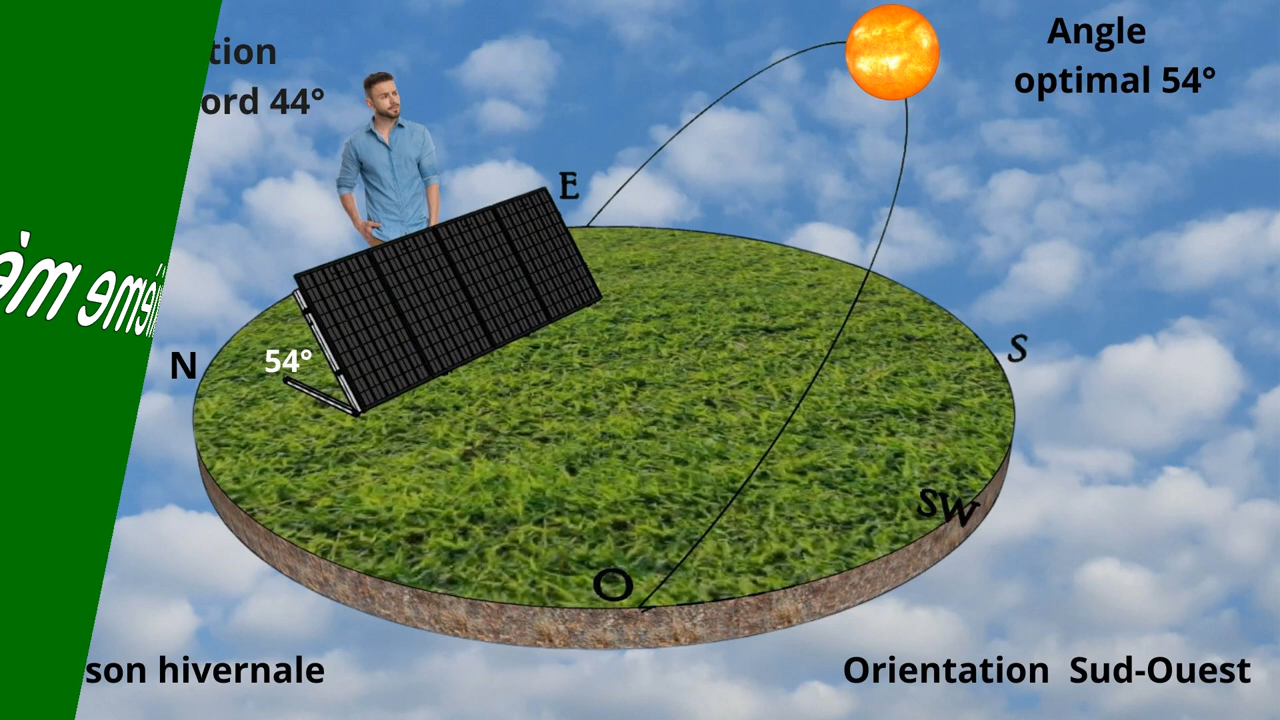 tion
ord 44°
Angle
optimal 54°
E
N
54°
S
SW
O
son hivernale
Orientation Sud-Ouest